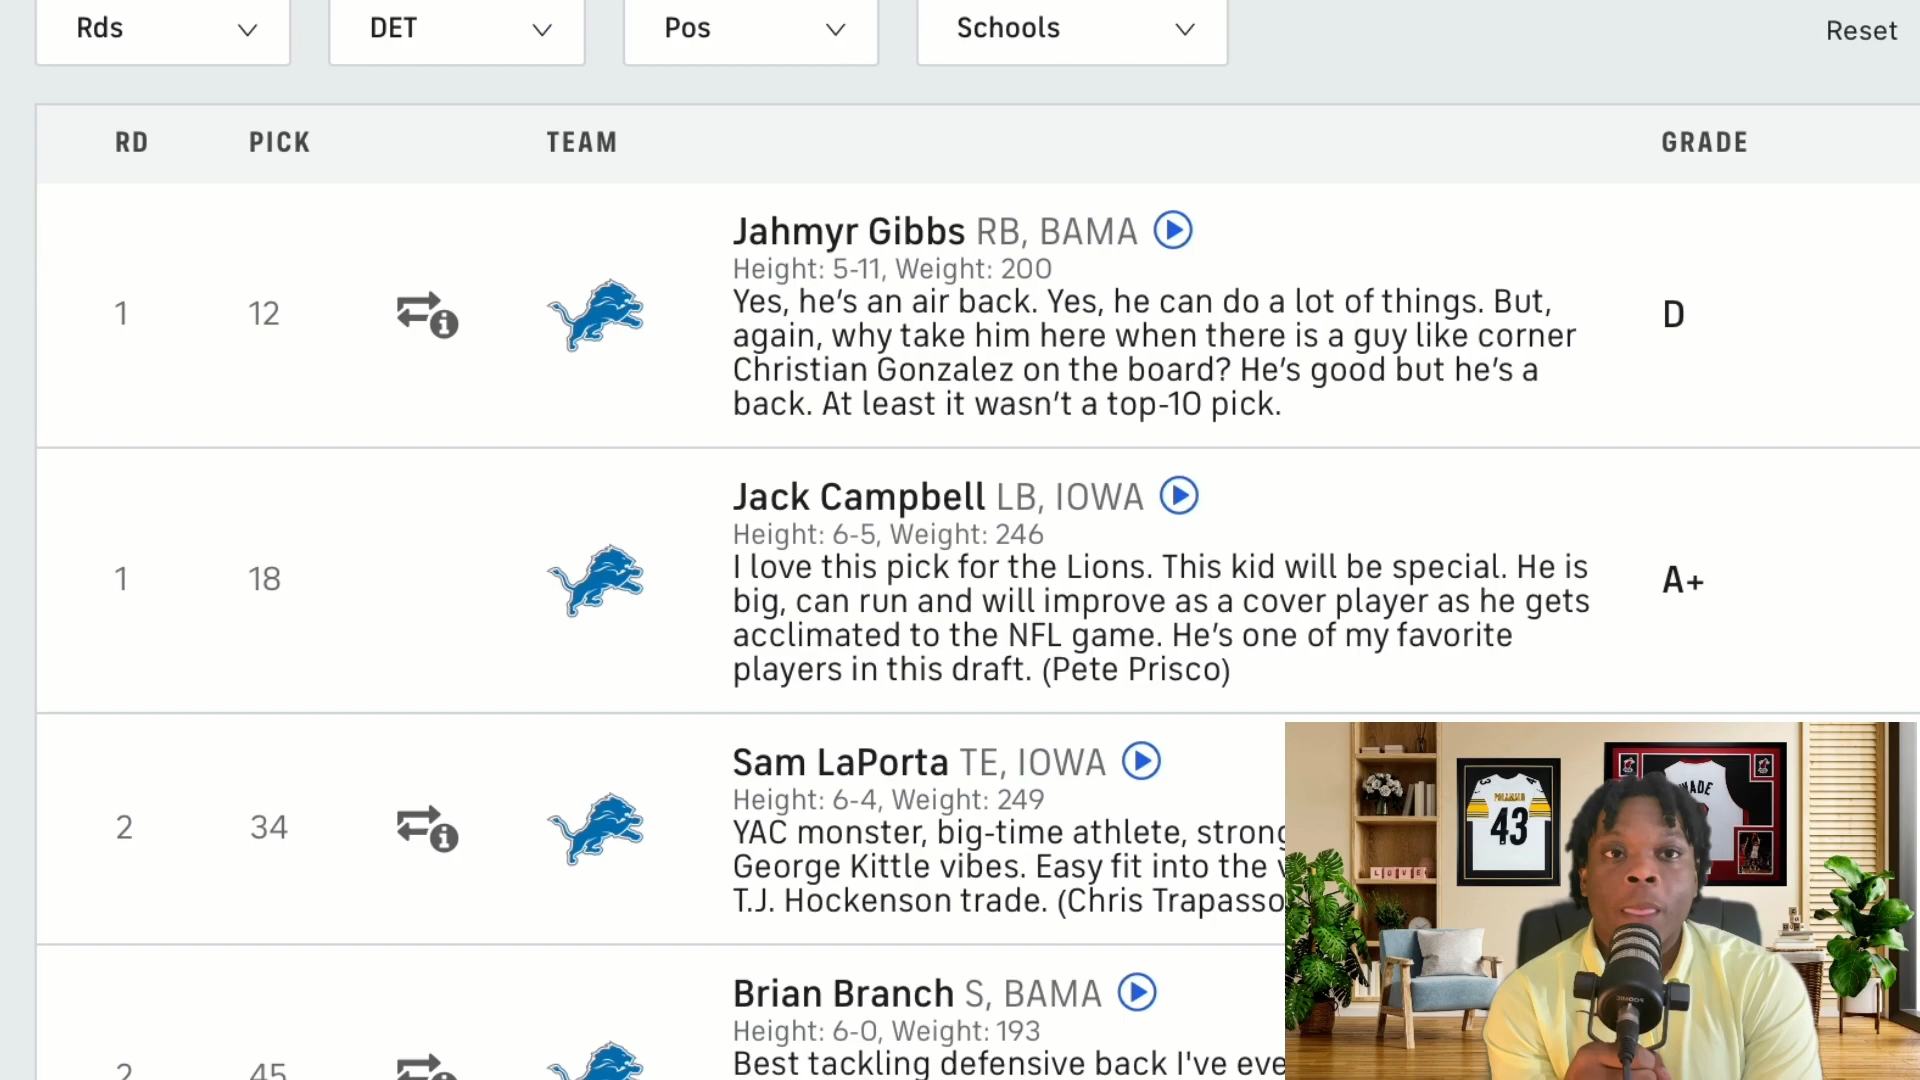 Rds DET Pos Schools Reset
RD PICK TEAM GRADE
Jahmyr Gibbs RB, BAMA
Height: 5-11, Weight: 200
1 12 D
Yes, he's an air back. Yes, he can do a lot of things. But,
again, why take him here when there is a guy like corner
Christian Gonzalez on the board? He's good but he's a
back. At least it wasn't a top-10 pick.
Jack Campbell LB, IOWA
Height: 6-5, Weight: 246
1 18 A+
I love this pick for the Lions. This kid will be special. He is
big, can run and will improve as a cover player as he gets
acclimated to the NFL game. He's one of my favorite
players in this draft. (Pete Prisco)
Sam LaPorta TE, IOWA
Height: 6-4, Weight: 249
2 34
YAC monster, big-time athlete, strong
George Kittle vibes. Easy fit into the
T.J. Hockenson trade. (Chris Trapasso
Brian Branch S, BAMA
Height: 6-0, Weight: 193
2 45
Best tackling defensive back I've eve
POLAMALU
43
WADE
LOVE